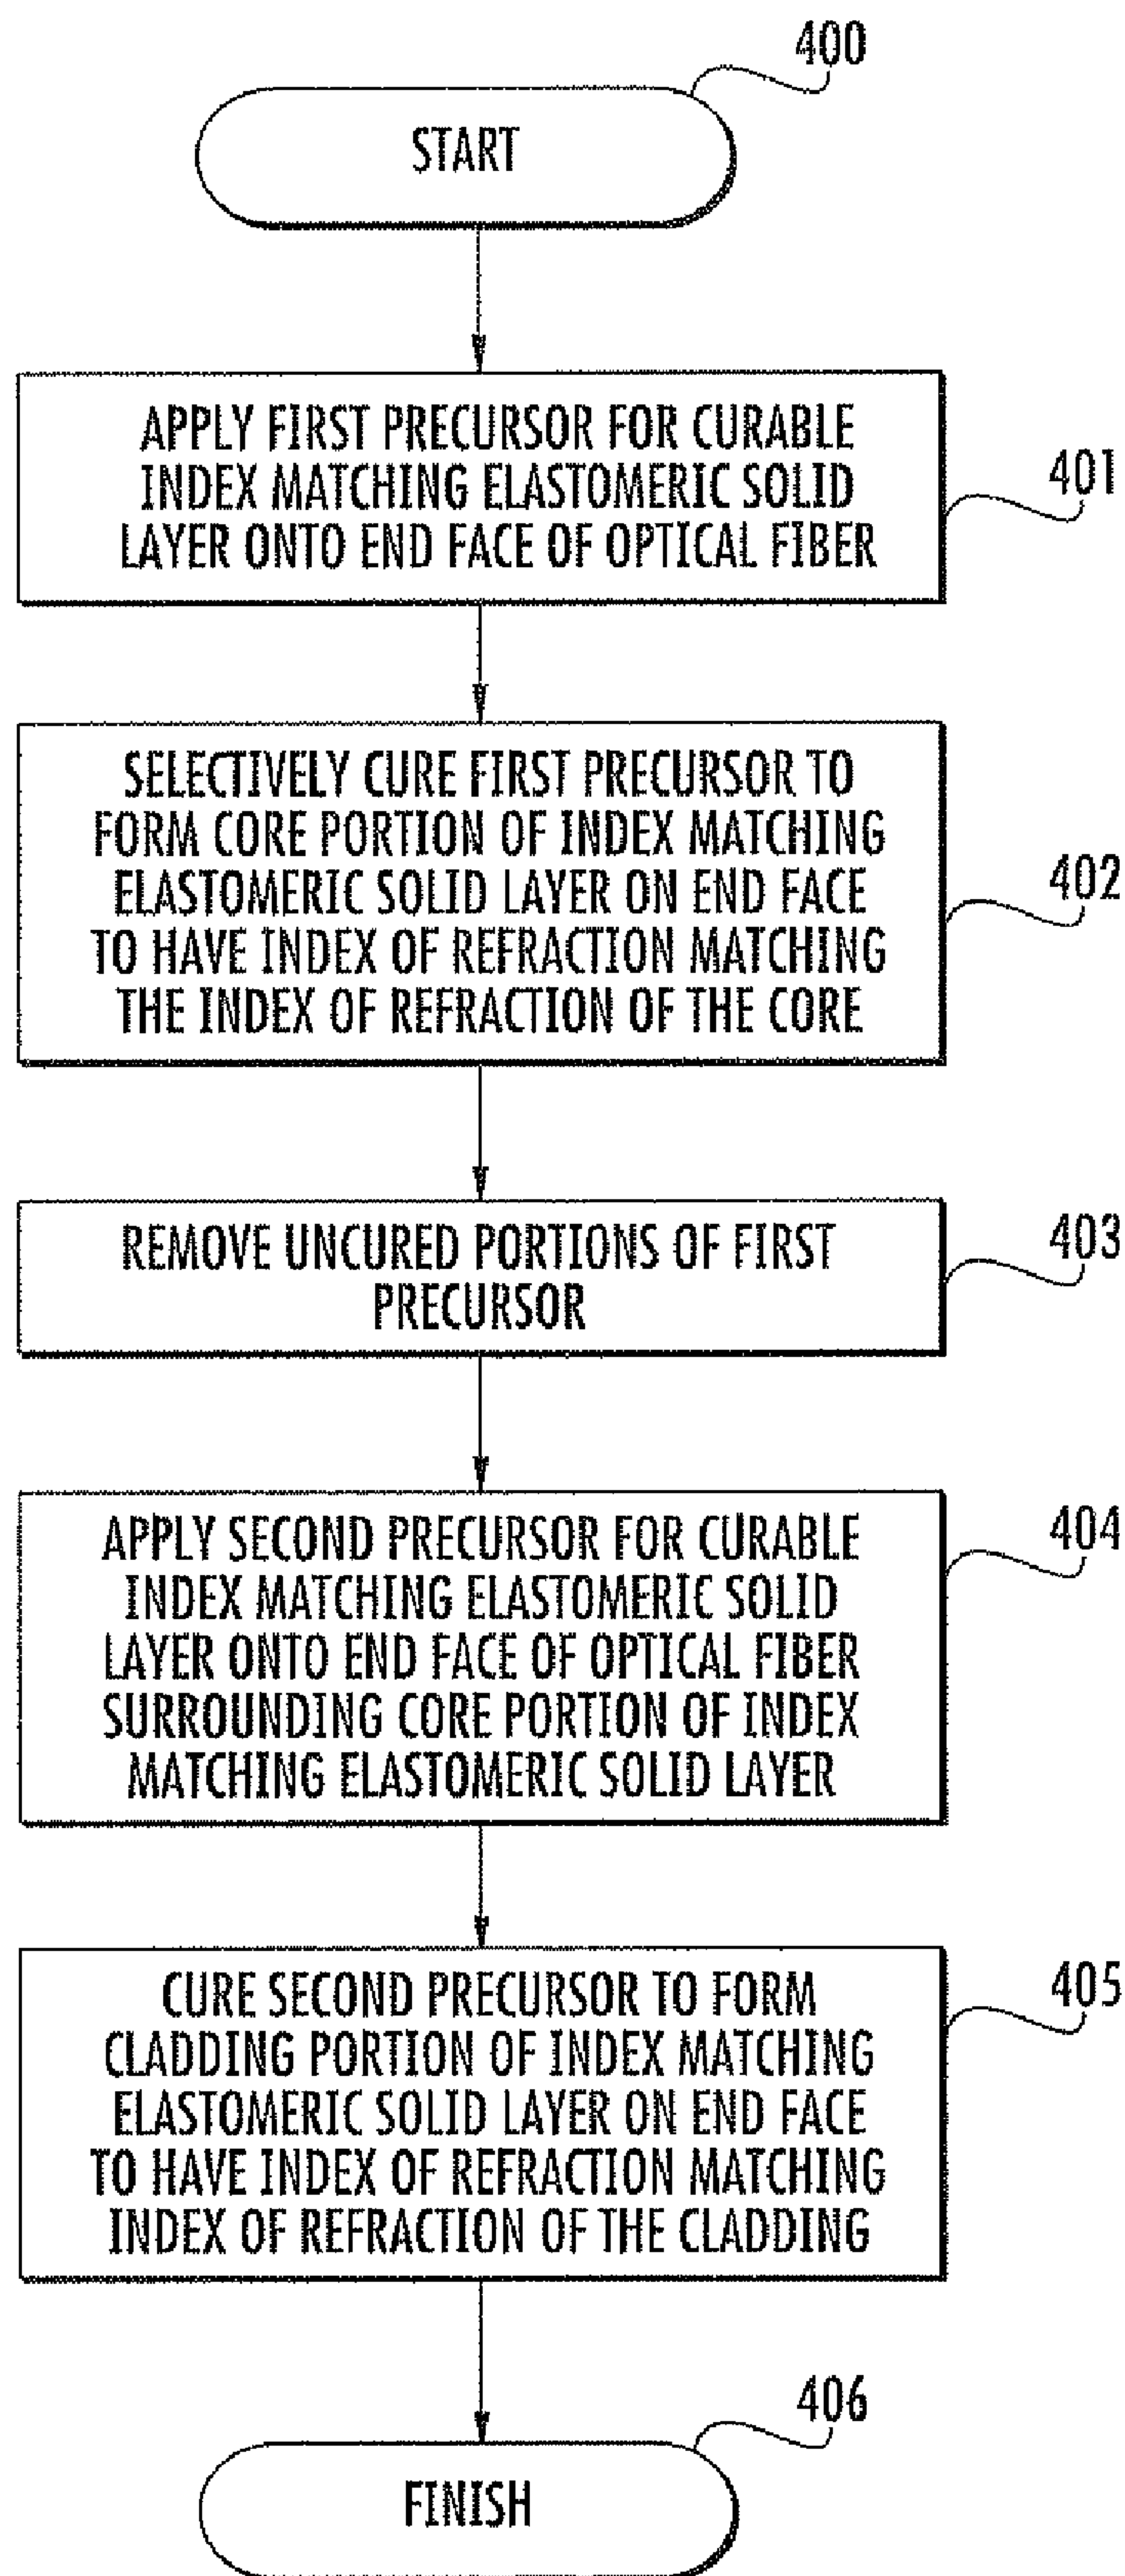 400
START
APPLY FIRST PRECURSOR FOR CURABLE
INDEX MATCHING ELASTOMERIC SOLID
LAYER ONTO END FACE OF OPTICAL FIBER
401
SELECTIVELY CURE FIRST PRECURSOR TO
FORM CORE PORTION OF INDEX MATCHING
ELASTOMERIC SOLID LAYER ON END FACE
TO HAVE INDEX OF REFRACTION MATCHING
THE INDEX OF REFRACTION OF THE CORE
402
REMOVE UNCURED PORTIONS OF FIRST
PRECURSOR
403
APPLY SECOND PRECURSOR FOR CURABLE
INDEX MATCHING ELASTOMERIC SOLID
LAYER ONTO END FACE OF OPTICAL FIBER
SURROUNDING CORE PORTION OF INDEX
MATCHING ELASTOMERIC SOLID LAYER
404
CURE SECOND PRECURSOR TO FORM
CLADDING PORTION OF INDEX MATCHING
ELASTOMERIC SOLID LAYER ON END FACE
TO HAVE INDEX OF REFRACTION MATCHING
INDEX OF REFRACTION OF THE CLADDING
405
406
FINISH